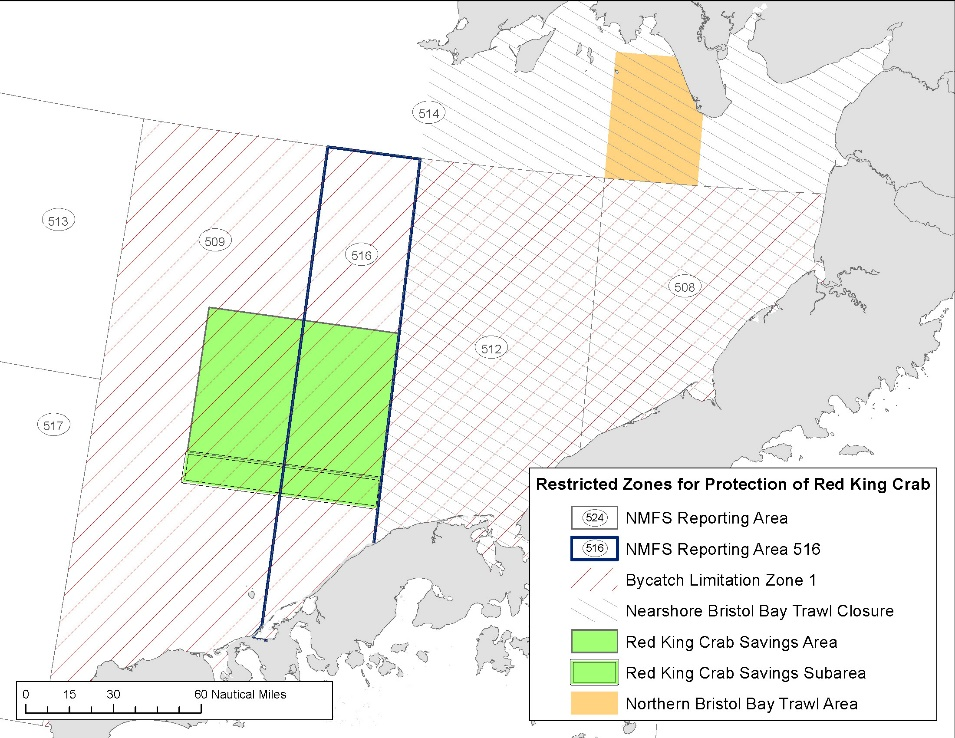 514
513
509
516
508
512
517
Restricted Zones for Protection of Red King Crab
524 NMFS Reporting Area
516 NMFS Reporting Area 516
Bycatch Limitation Zone 1
Nearshore Bristol Bay Trawl Closure
Red King Crab Savings Area
Red King Crab Savings Subarea
Northern Bristol Bay Trawl Area
0 15 30 60 Nautical Miles